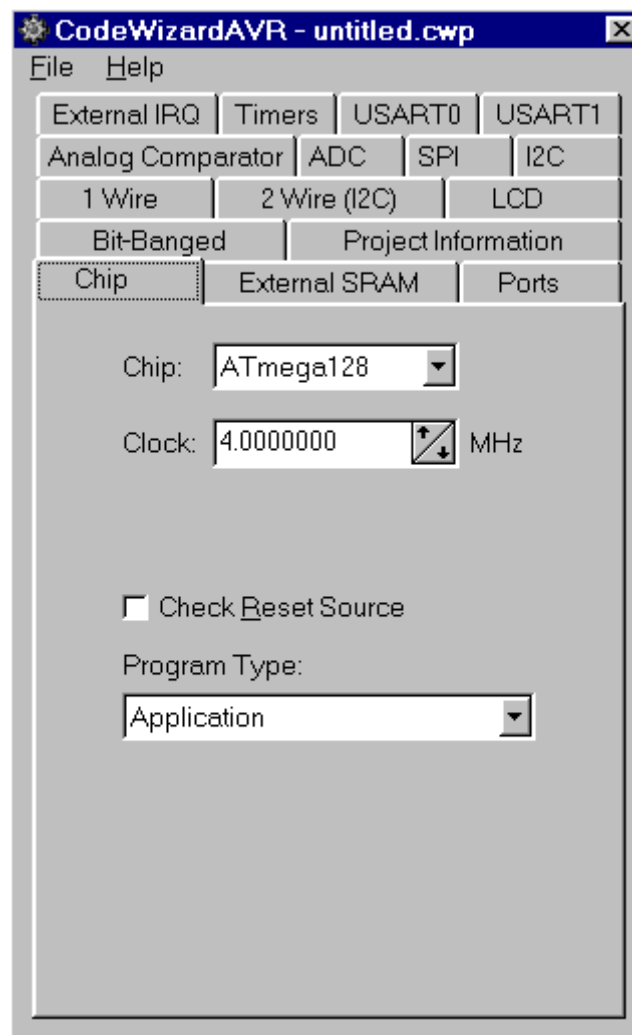 CodeWizardAVR - untitled.cwp
File Help
External IRQ Timers USART0 USART1
Analog Comparator ADC SPI I2C
1 Wire 2 Wire (I2C) LCD
Bit-Banged Project Information
Chip External SRAM Ports
Chip: ATmega128
Clock: 4.0000000 MHz
Check Reset Source
Program Type:
Application